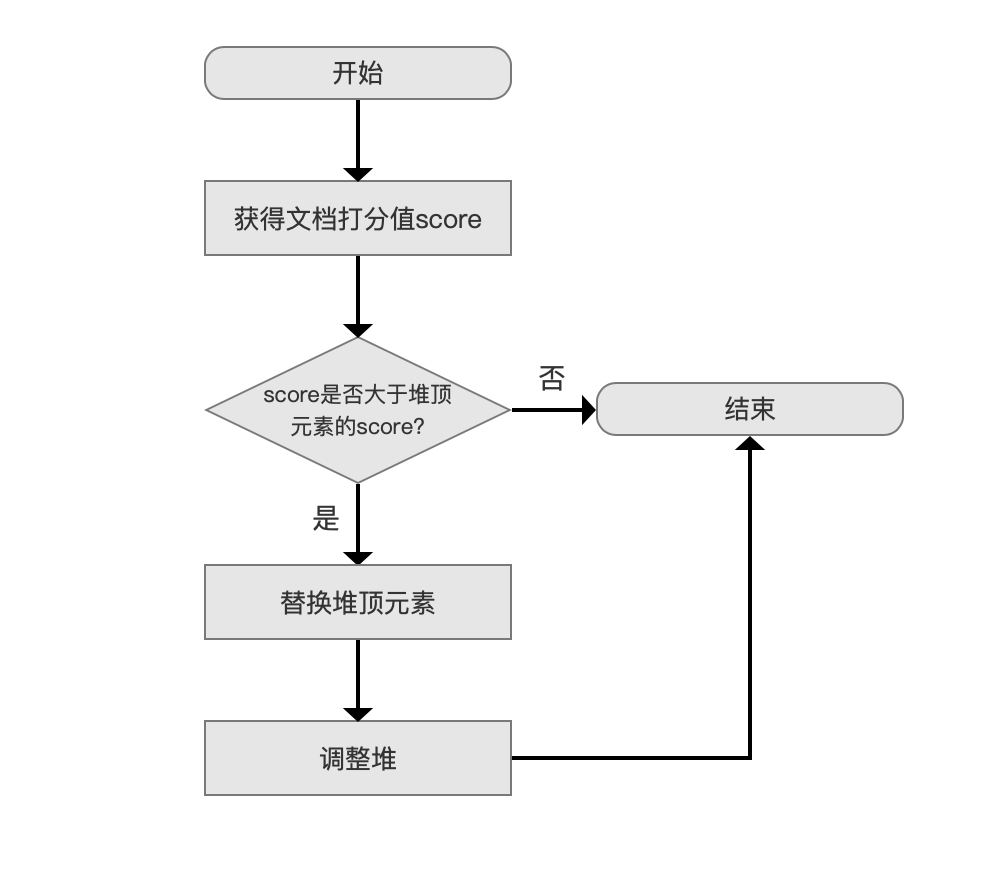 开始
获得文档打分值score
score是否大于堆顶
元素的score?
否
结束
是
替换堆顶元素
调整堆